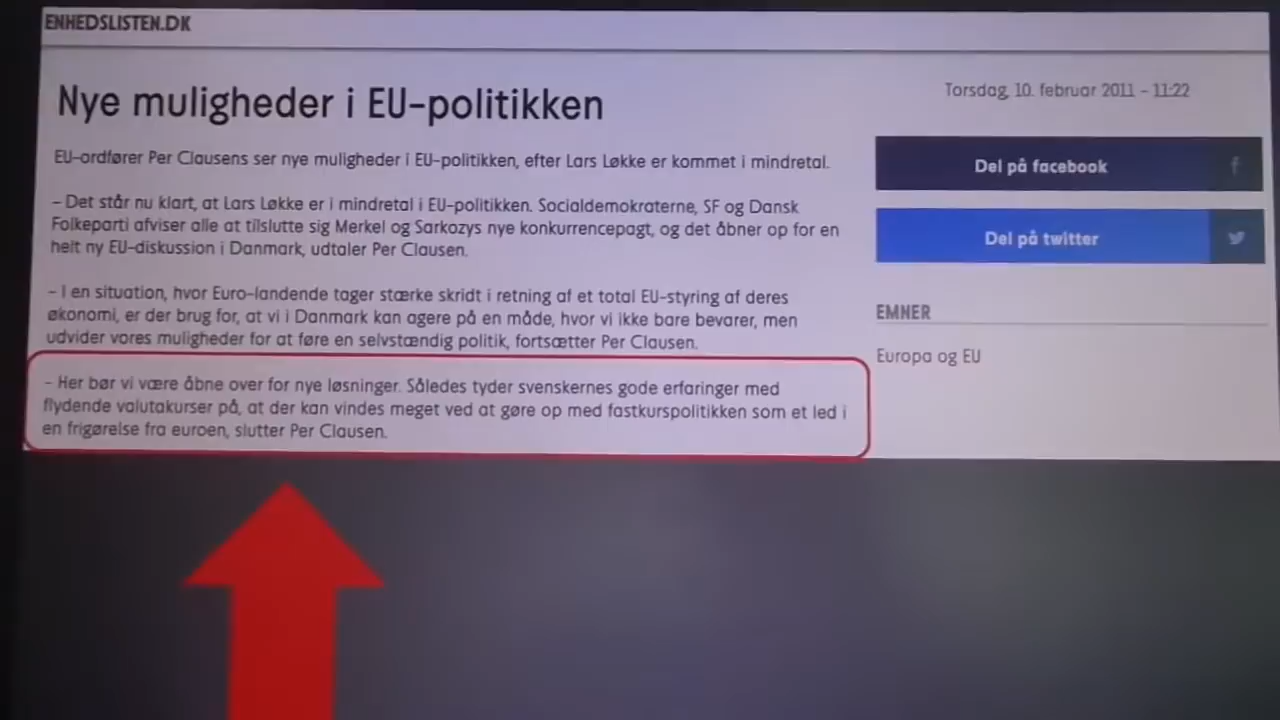 ENHEDSLISTEN.DK
Nye muligheder i EU-politikken
EU-ordfører Per Clausens ser nye muligheder i EU-politikken, efter Lars Løkke er kommet i mindretal.
- Det står nu klart, at Lars Løkke er i mindretal i EU-politikken. Socialdemokraterne, SF og Dansk
Folkeparti afviser alle at tilslutte sig Merkel og Sarkozys nye konkurrencepagt, og det åbner op for en
helt ny EU-diskussion i Danmark, udtaler Per Clausen.
- I en situation, hvor Euro-landende tager stærke skridt i retning af et total EU-styring af deres
økonomi, er der brug for, at vi i Danmark kan agere på en måde, hvor vi ikke bare bevarer, men
udvider vores muligheder for at føre en selvstændig politik, fortsætter Per Clausen.
- Her bør vi være åbne over for nye løsninger. Således tyder svenskernes gode erfaringer med
flydende valutakurser på, at der kan vindes meget ved at gøre op med fastkurspolitikken som et led i
en frigørelse fra euroen, slutter Per Clausen.
Torsdag, 10. februar 2011 - 11:22
Del på facebook
Del på twitter
EMNER
Europa og EU